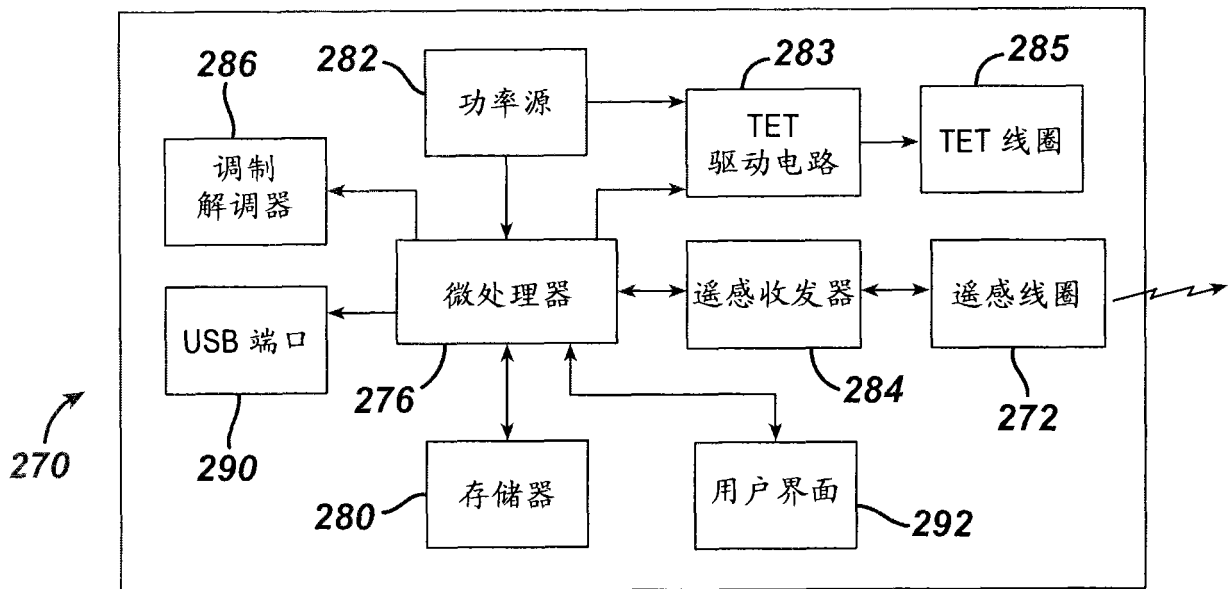 286
282
283
285
功率源
TET
驱动电路
TET 线圈
调制
解调器
微处理器
遥感收发器
遥感线圈
USB 端口
276
284
272
270
290
280
存储器
用户界面
292